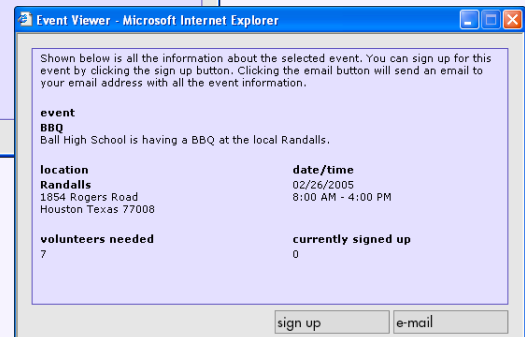 Event Viewer - Microsoft Internet Explorer
Shown below is all the information about the selected event. You can sign up for this
event by clicking the sign up button. Clicking the email button will send an email to
your email address with all the event information.
event
BBQ
Ball High School is having a BBQ at the local Randalls.
location
Randalls
1854 Rogers Road
Houston Texas 77008
date/time
02/26/2005
8:00 AM - 4:00 PM
volunteers needed
7
currently signed up
0
sign up
e-mail